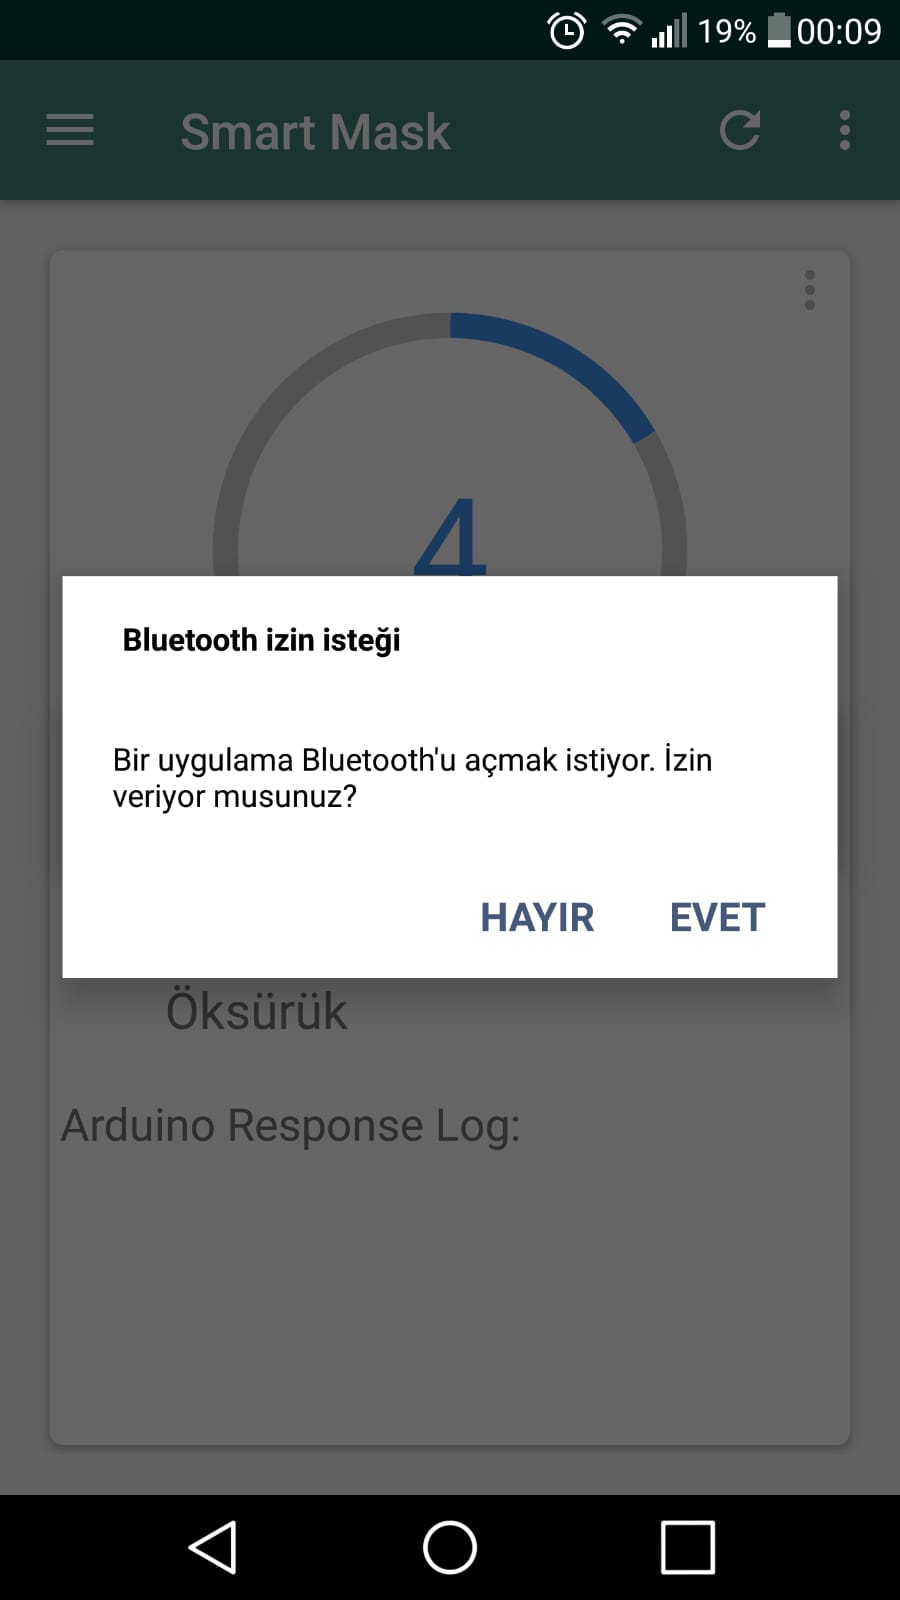 19% 00:09
Smart Mask
4
Bluetooth izin isteği
Bir uygulama Bluetooth'u açmak istiyor. İzin
veriyor musunuz?
HAYIR EVET
Öksürük
Arduino Response Log: